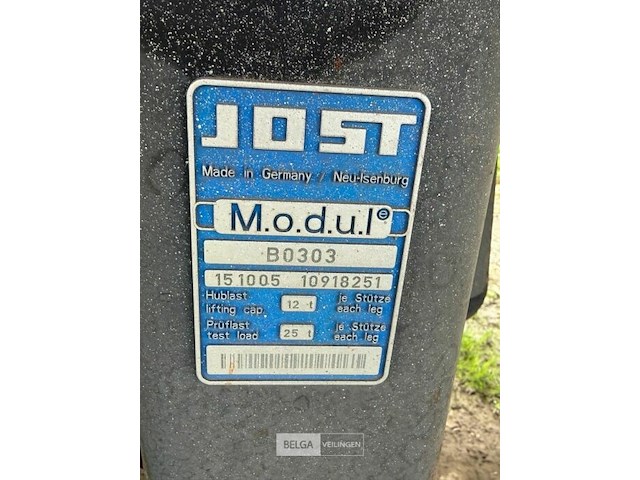 JOST
Made in Germany / Neu-Isenburg
M.o.d.u.l
B0303
151005 10918251
Hublast 12 t je Stütze
lifting cap. each leg
Prüflast 25 t je Stütze
test load each leg
BELGA VEILINGEN